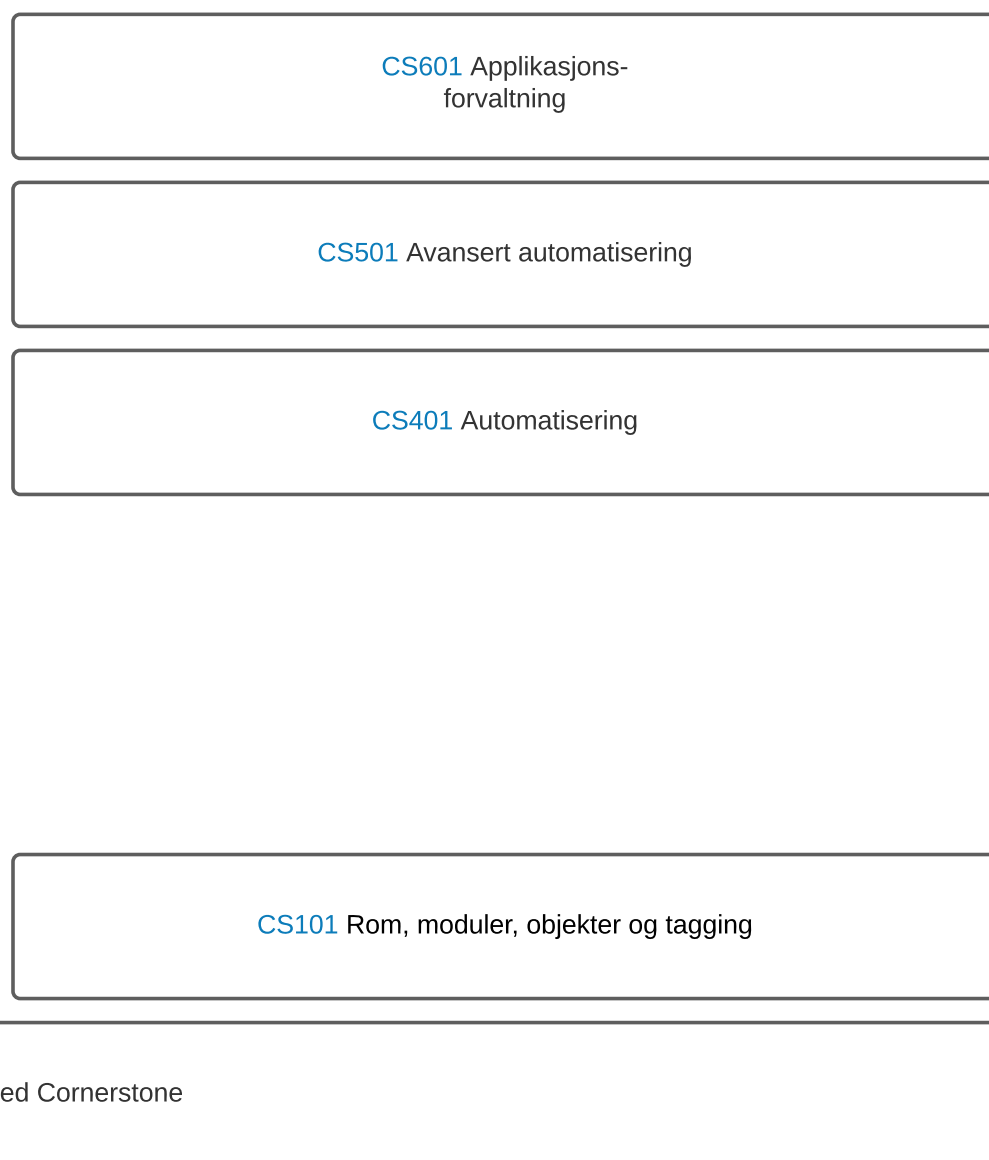 CS601 Applikasjons-
forvaltning
CS501 Avansert automatisering
CS401 Automatisering
CS101 Rom, moduler, objekter og tagging
ed Cornerstone